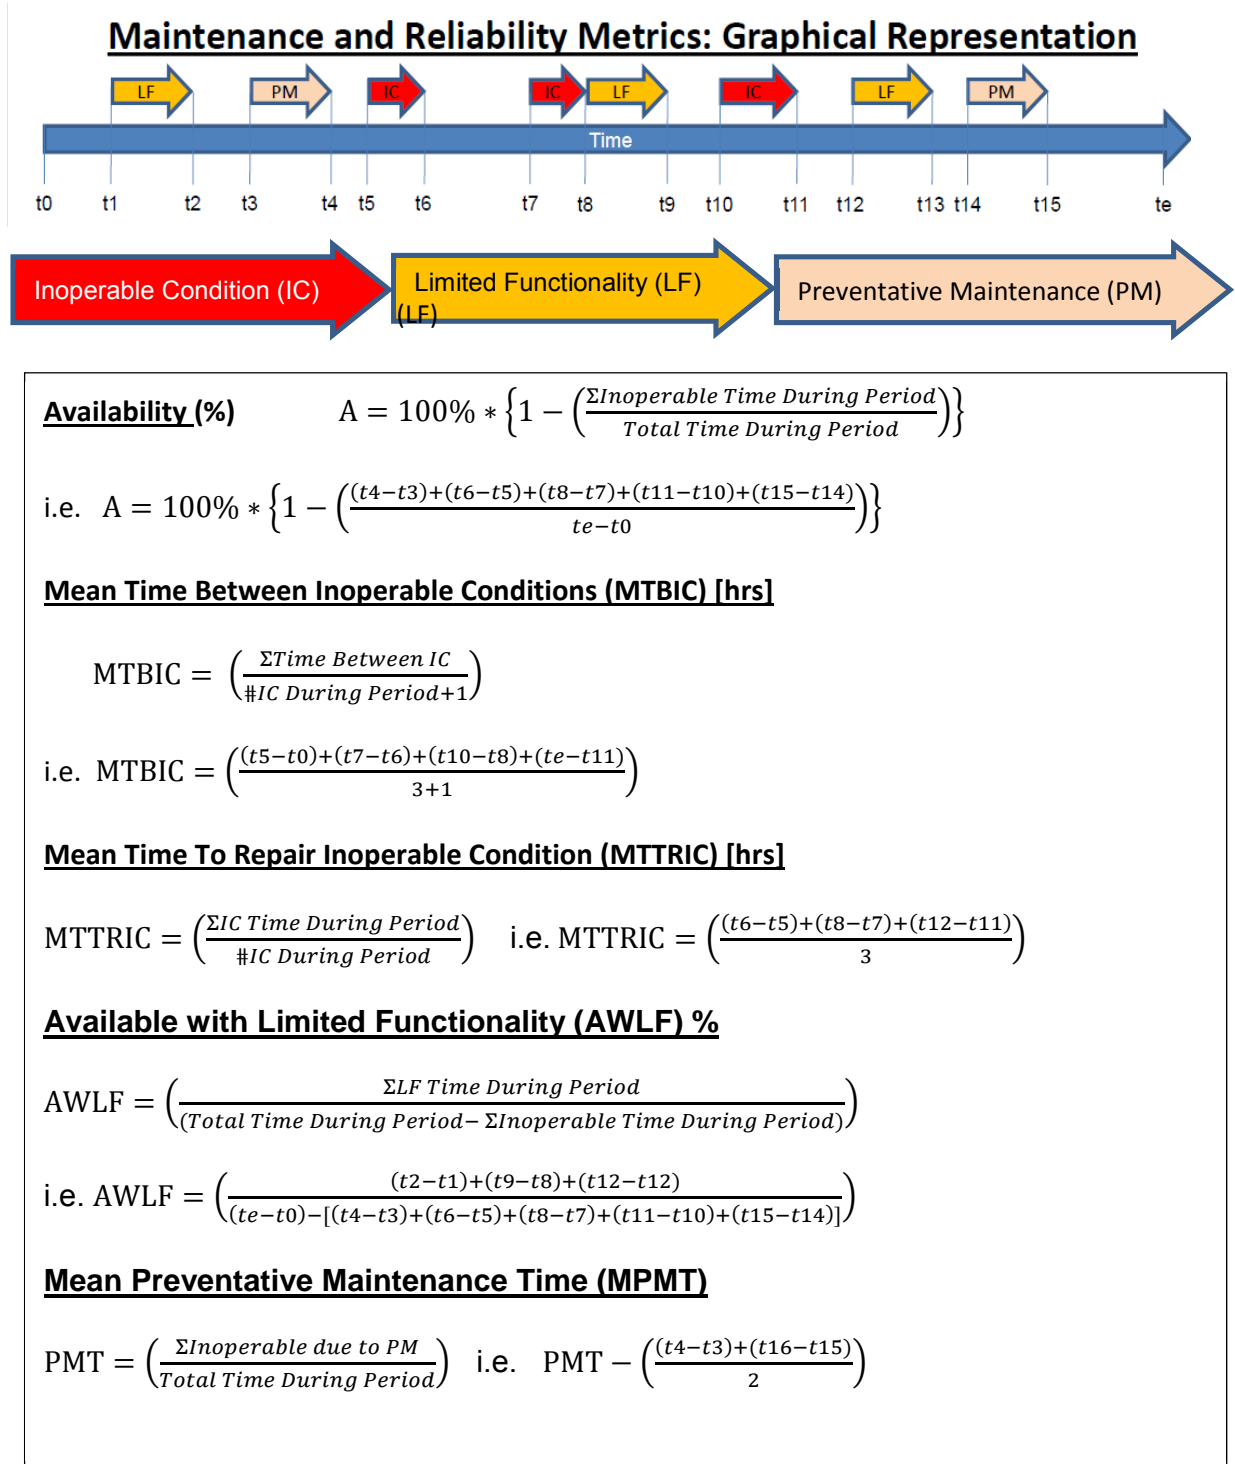 Maintenance and Reliability Metrics: Graphical Representation
LF PM IC IC LF IC LF PM
Time
t0 t1 t2 t3 t4 t5 t6 t7 t8 t9 t10 t11 t12 t13 t14 t15 te
Inoperable Condition (IC)
Limited Functionality (LF)
(LF)
Preventative Maintenance (PM)
Availability (%) A = 100% ∗ {1 − (ΣInoperable Time During Period / Total Time During Period)}
i.e. A = 100% ∗ {1 − ((t4−t3)+(t6−t5)+(t8−t7)+(t11−t10)+(t15−t14) / te−t0)}
Mean Time Between Inoperable Conditions (MTBIC) [hrs]
MTBIC = (ΣTime Between IC / #IC During Period+1)
i.e. MTBIC = ((t5−t0)+(t7−t6)+(t10−t8)+(te−t11) / 3+1)
Mean Time To Repair Inoperable Condition (MTTRIC) [hrs]
MTTRIC = (ΣIC Time During Period / #IC During Period) i.e. MTTRIC = ((t6−t5)+(t8−t7)+(t12−t11) / 3)
Available with Limited Functionality (AWLF) %
AWLF = (ΣLF Time During Period / (Total Time During Period− ΣInoperable Time During Period))
i.e. AWLF = ((t2−t1)+(t9−t8)+(t12−t12) / (te−t0)−[(t4−t3)+(t6−t5)+(t8−t7)+(t11−t10)+(t15−t14)])
Mean Preventative Maintenance Time (MPMT)
PMT = (ΣInoperable due to PM / Total Time During Period) i.e. PMT − ((t4−t3)+(t16−t15) / 2)